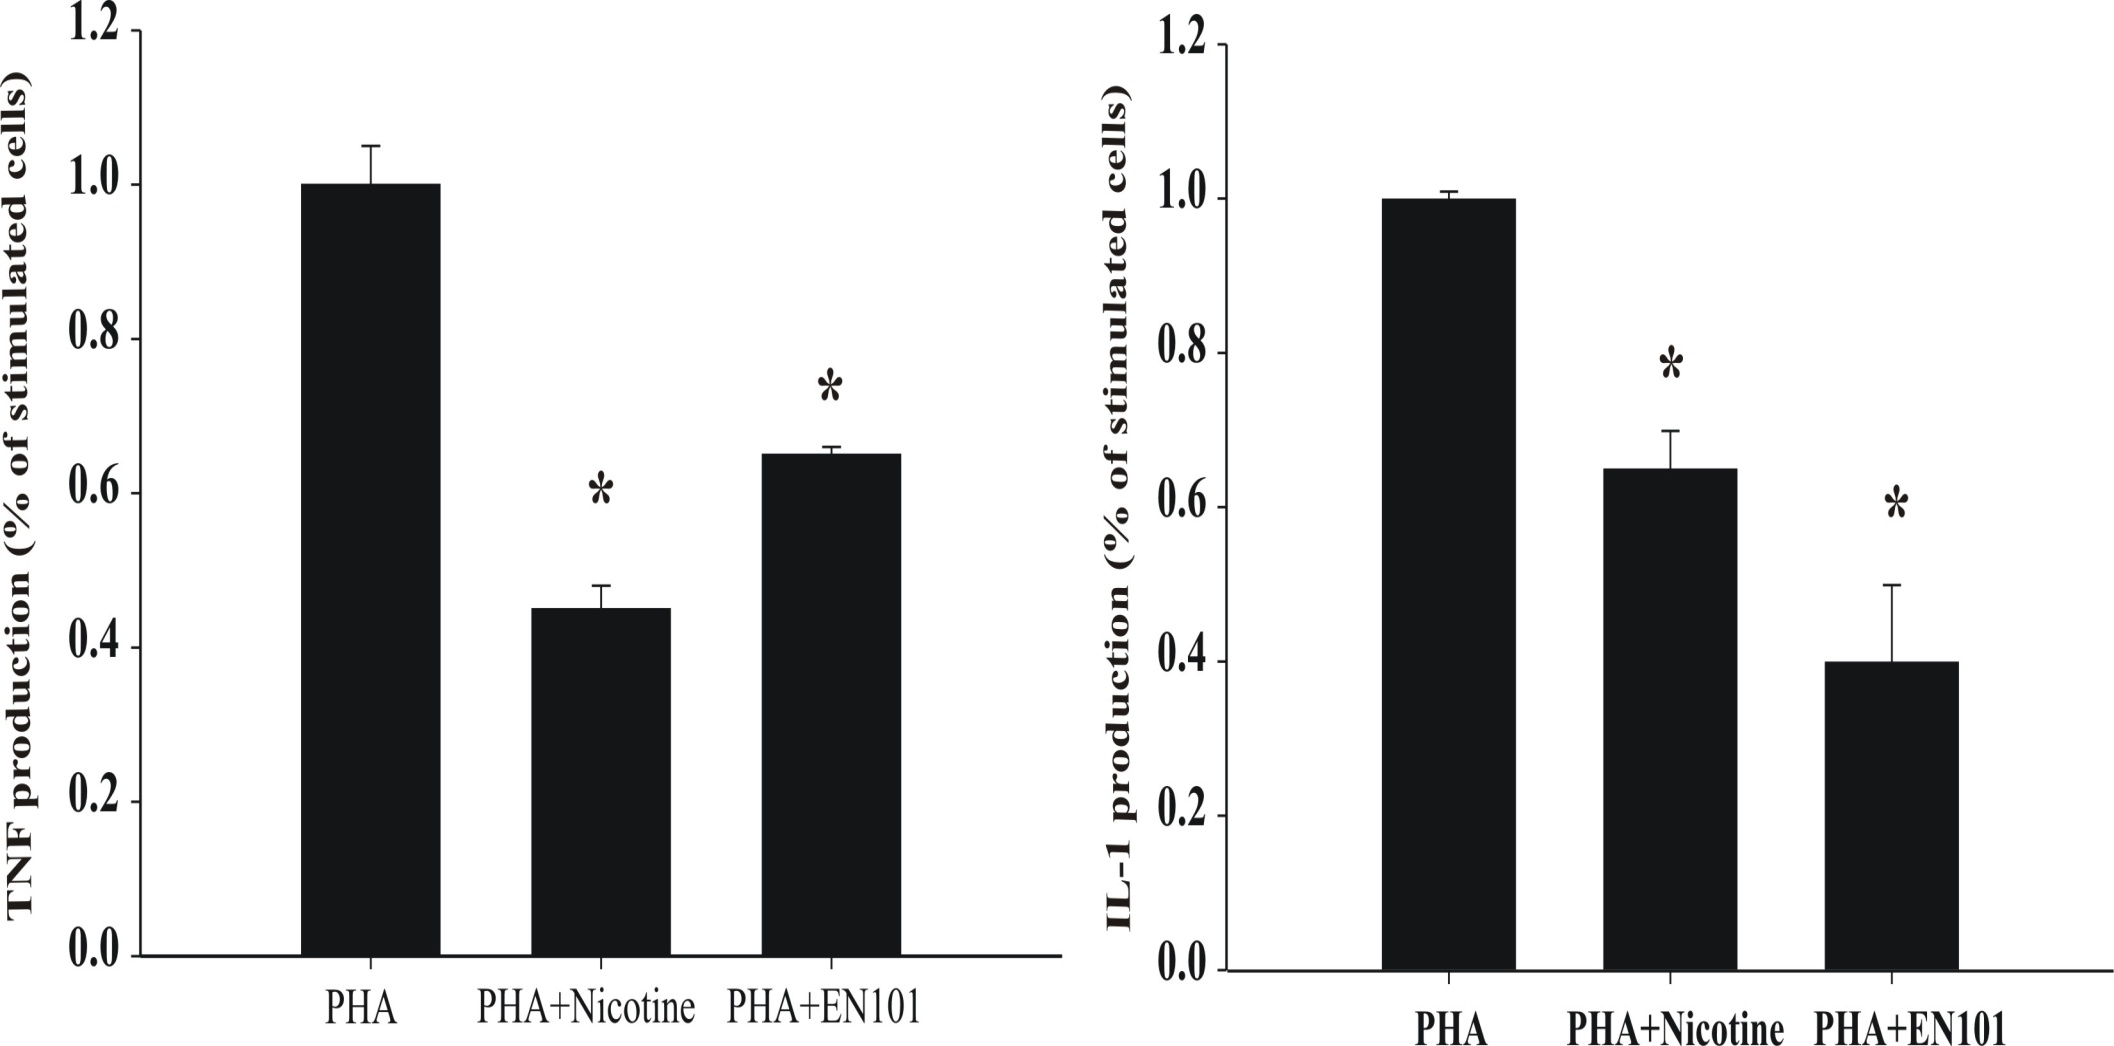 TNF production (% of stimulated cells)
1.2
1.0
0.8
0.6
0.4
0.2
0.0
*
*
PHA
PHA+Nicotine
PHA+EN101
IL-1 production (% of stimulated cells)
1.2
1.0
0.8
0.6
0.4
0.2
0.0
*
*
PHA
PHA+Nicotine
PHA+EN101